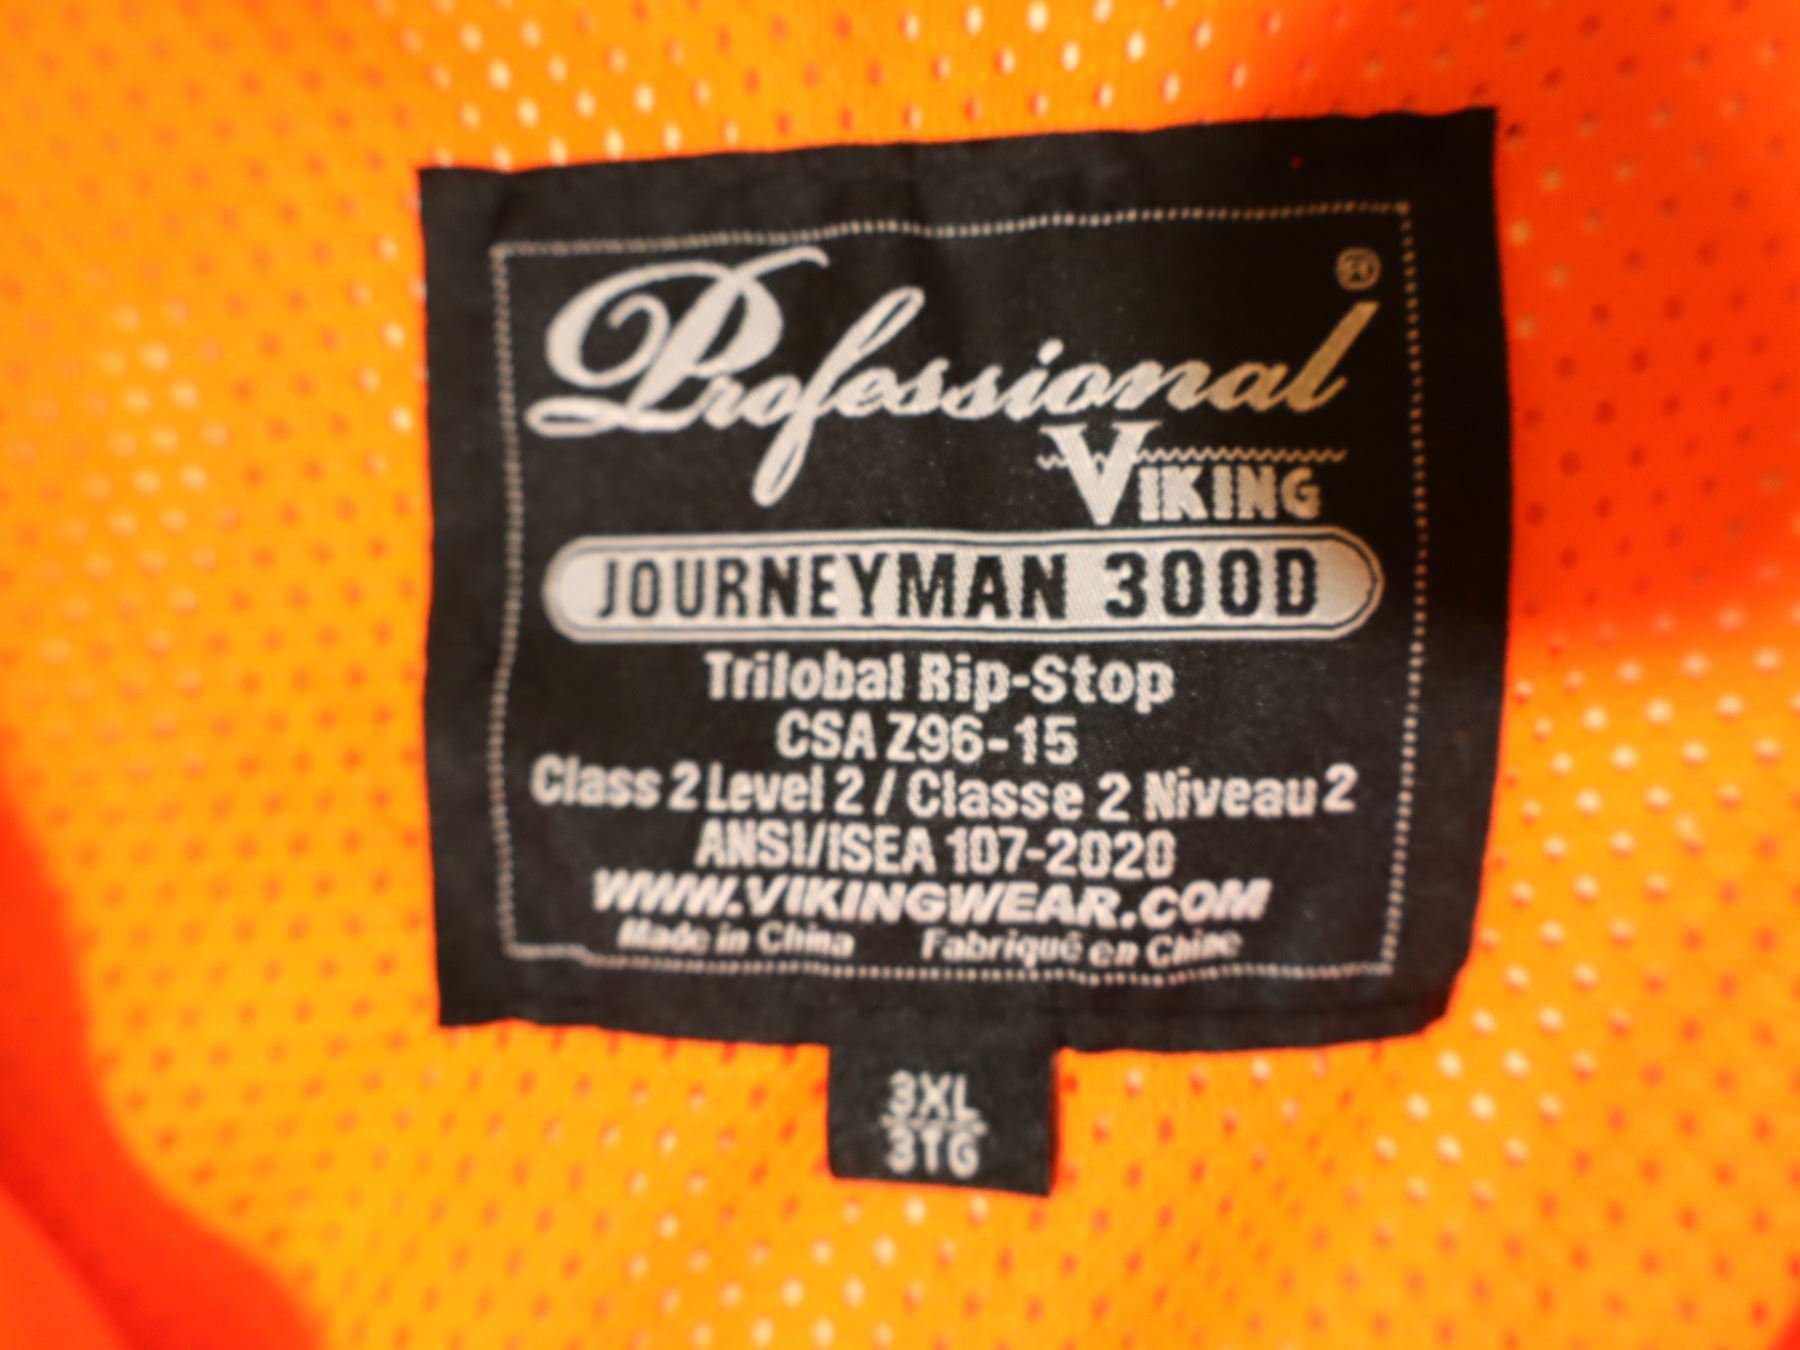 Professional®
VIKING
JOURNEYMAN 300D
Trilobal Rip-Stop
CSA Z96-15
Class 2 Level 2 / Classe 2 Niveau 2
ANSI/ISEA 107-2020
WWW.VIKINGWEAR.COM
Made in China Fabriqué en Chine
3XL
3TG